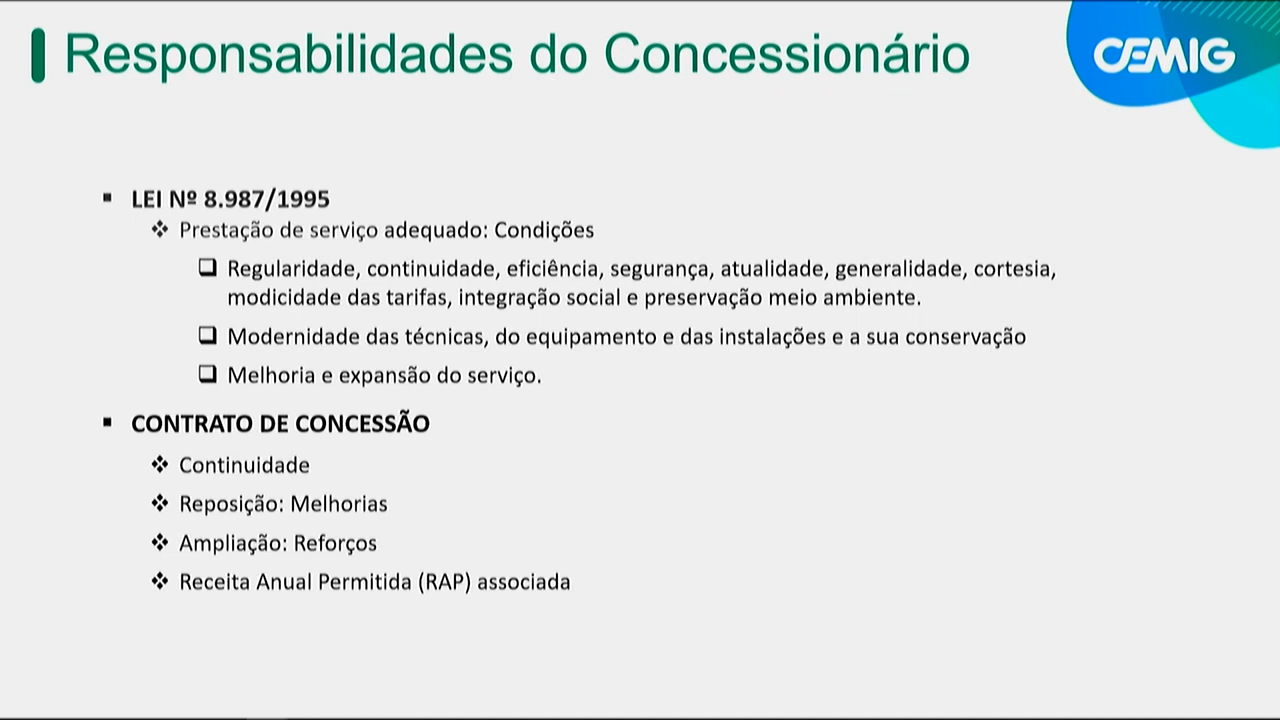 Responsabilidades do Concessionário
CEMIG
LEI Nº 8.987/1995
Prestação de serviço adequado: Condições
Regularidade, continuidade, eficiência, segurança, atualidade, generalidade, cortesia,
modicidade das tarifas, integração social e preservação meio ambiente.
Modernidade das técnicas, do equipamento e das instalações e a sua conservação
Melhoria e expansão do serviço.
CONTRATO DE CONCESSÃO
Continuidade
Reposição: Melhorias
Ampliação: Reforços
Receita Anual Permitida (RAP) associada